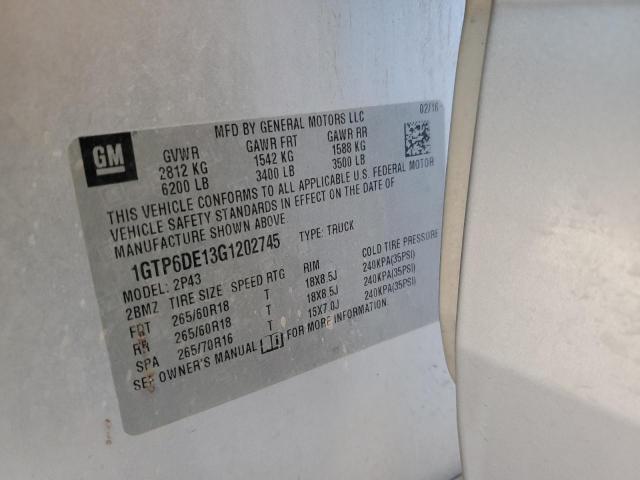 MFD BY GENERAL MOTORS LLC 02/16
GM
GVWR GAWR FRT GAWR RR
2812 KG 1542 KG 1588 KG
6200 LB 3400 LB 3500 LB
THIS VEHICLE CONFORMS TO ALL APPLICABLE U.S. FEDERAL MOTOR
VEHICLE SAFETY STANDARDS IN EFFECT ON THE DATE OF
MANUFACTURE SHOWN ABOVE.
1GTP6DE13G1202745 TYPE: TRUCK
MODEL: 2P43
2BMZ TIRE SIZE SPEED RTG RIM COLD TIRE PRESSURE
FRT 265/60R18 T 18X8.5J 240KPA(35PSI)
RR 265/60R18 T 18X8.5J 240KPA(35PSI)
SPA 265/70R16 T 15X7.0J 240KPA(35PSI)
SEE OWNER'S MANUAL FOR MORE INFORMATION.